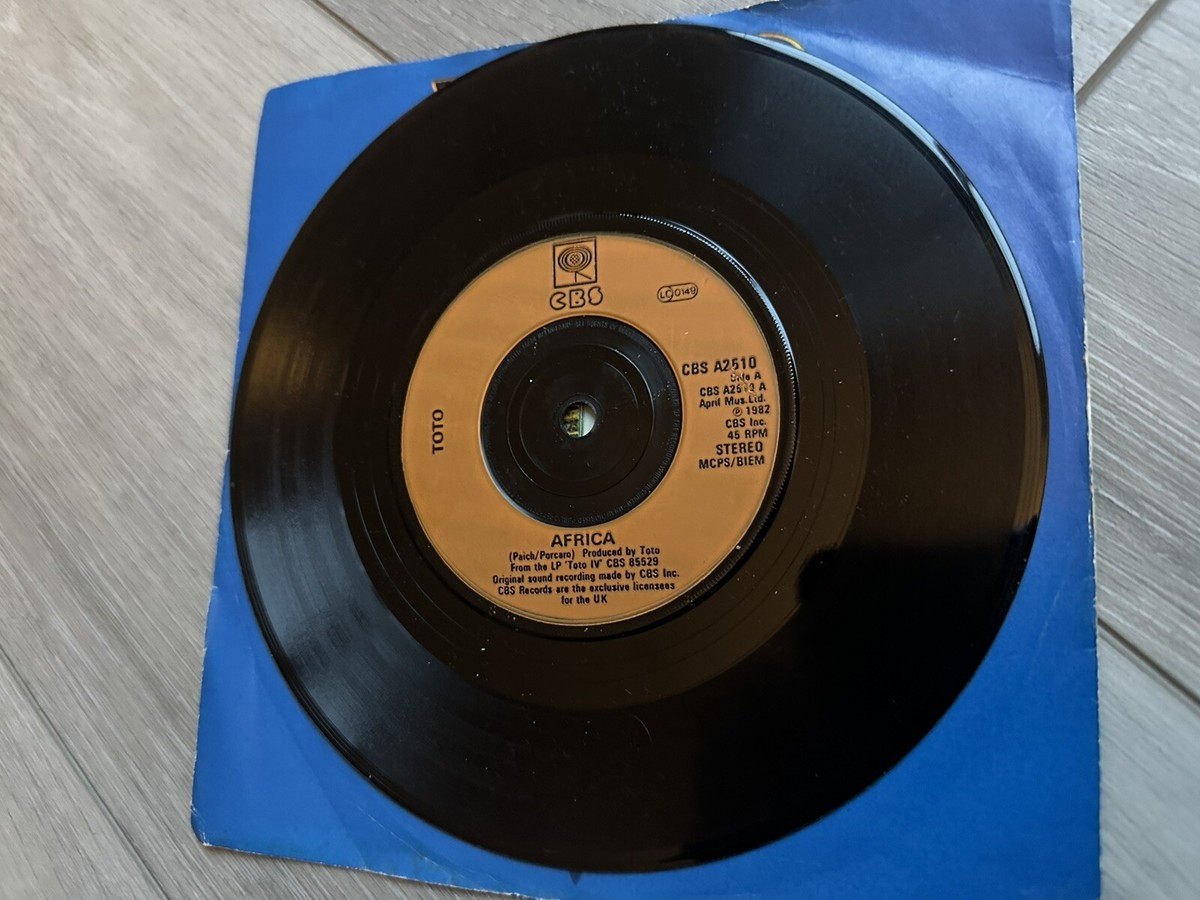 CBS
LC 0149
CBS A2510
Side A
CBS A2510 A
April Mus. Ltd.
℗ 1982
CBS Inc.
45 RPM
STEREO
MCPS/BIEM
TOTO
AFRICA
(Paich/Porcaro) Produced by Toto
From the LP 'Toto IV' CBS 85529
Original sound recording made by CBS Inc.
CBS Records are the exclusive licensees
for the UK